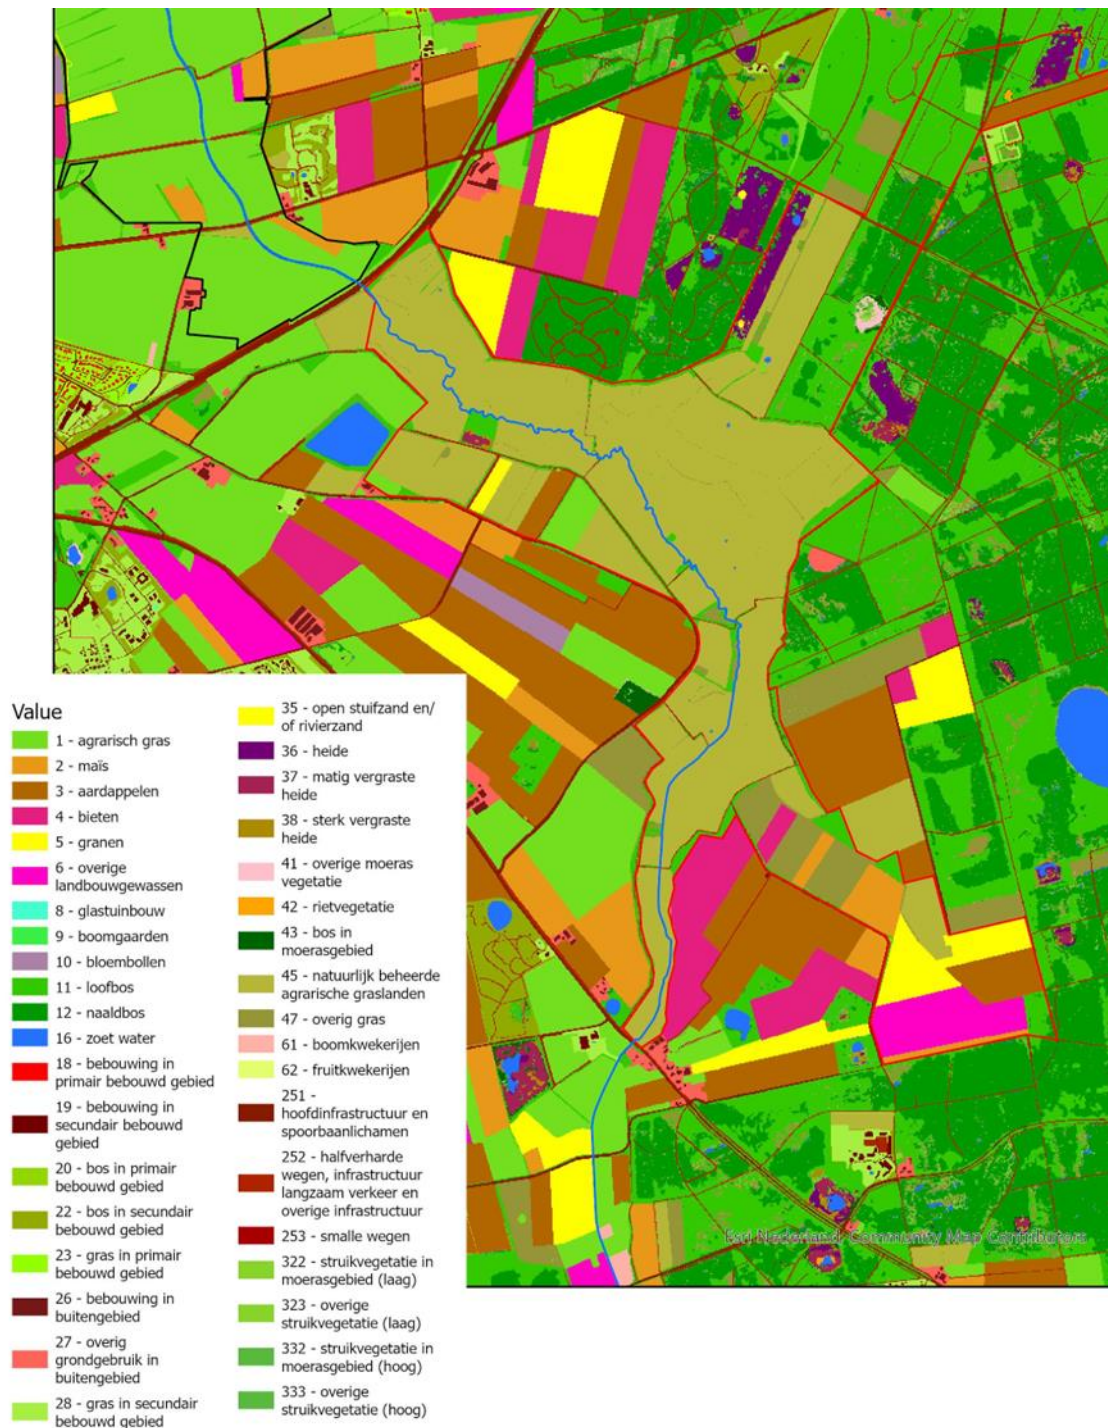 Esri Nederland, Community Map Contributors
Value
1 - agrarisch gras
2 - maïs
3 - aardappelen
4 - bieten
5 - granen
6 - overige
landbouwgewassen
8 - glastuinbouw
9 - boomgaarden
10 - bloembollen
11 - loofbos
12 - naaldbos
16 - zoet water
18 - bebouwing in
primair bebouwd gebied
19 - bebouwing in
secundair bebouwd
gebied
20 - bos in primair
bebouwd gebied
22 - bos in secundair
bebouwd gebied
23 - gras in primair
bebouwd gebied
26 - bebouwing in
buitengebied
27 - overig
grondgebruik in
buitengebied
28 - gras in secundair
bebouwd gebied
35 - open stuifzand en/
of rivierzand
36 - heide
37 - matig vergraste
heide
38 - sterk vergraste
heide
41 - overige moeras
vegetatie
42 - rietvegetatie
43 - bos in
moerasgebied
45 - natuurlijk beheerde
agrarische graslanden
47 - overig gras
61 - boomkwekerijen
62 - fruitkwekerijen
251 -
hoofdinfrastructuur en
spoorbaanlichamen
252 - halfverharde
wegen, infrastructuur
langzaam verkeer en
overige infrastructuur
253 - smalle wegen
322 - struikvegetatie in
moerasgebied (laag)
323 - overige
struikvegetatie (laag)
332 - struikvegetatie in
moerasgebied (hoog)
333 - overige
struikvegetatie (hoog)